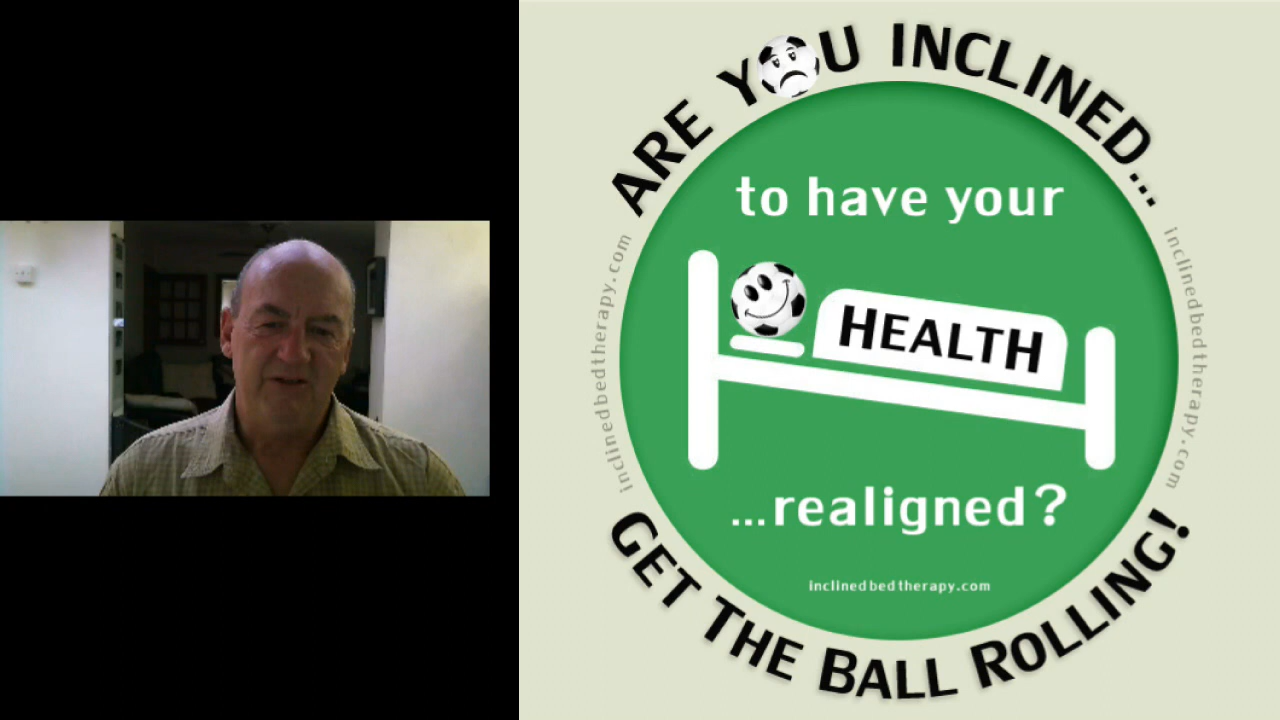 ARE YOU INCLINED...
to have your
HEALTH
...realigned?
inclinedbedtherapy.com
GET THE BALL ROLLING!
inclinedbedtherapy.com
inclinedbedtherapy.com